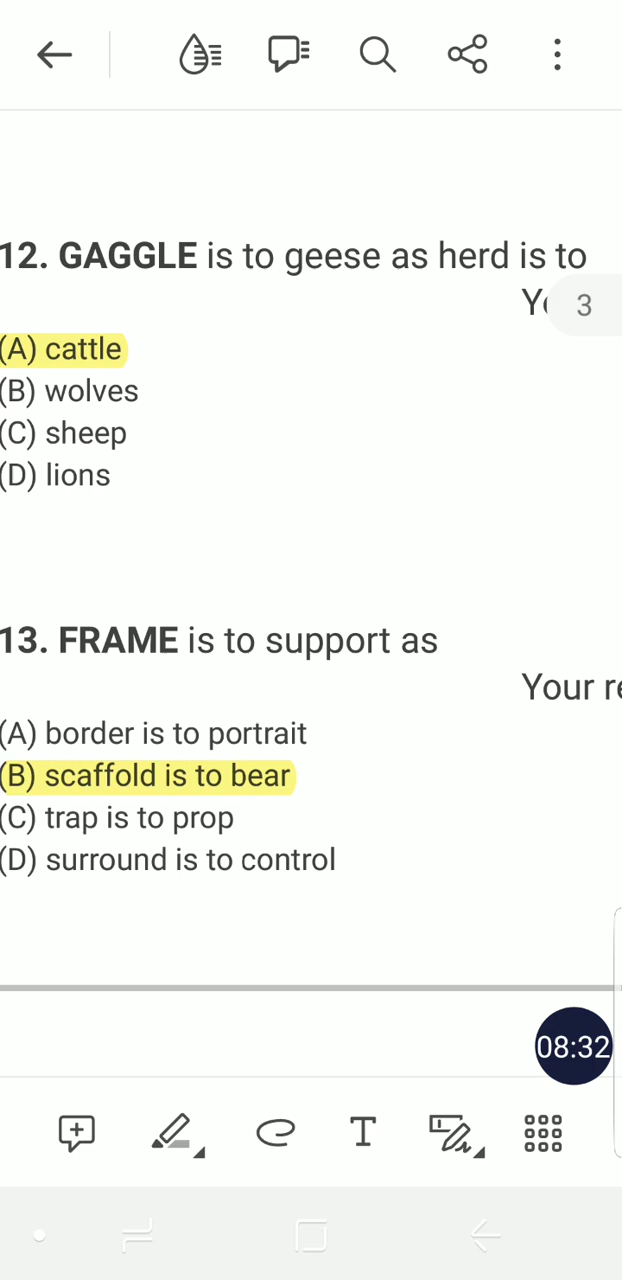 12. GAGGLE is to geese as herd is to
3
(A) cattle
(B) wolves
(C) sheep
(D) lions
13. FRAME is to support as
Your
(A) border is to portrait
(B) scaffold is to bear
(C) trap is to prop
(D) surround is to control
08:32
T